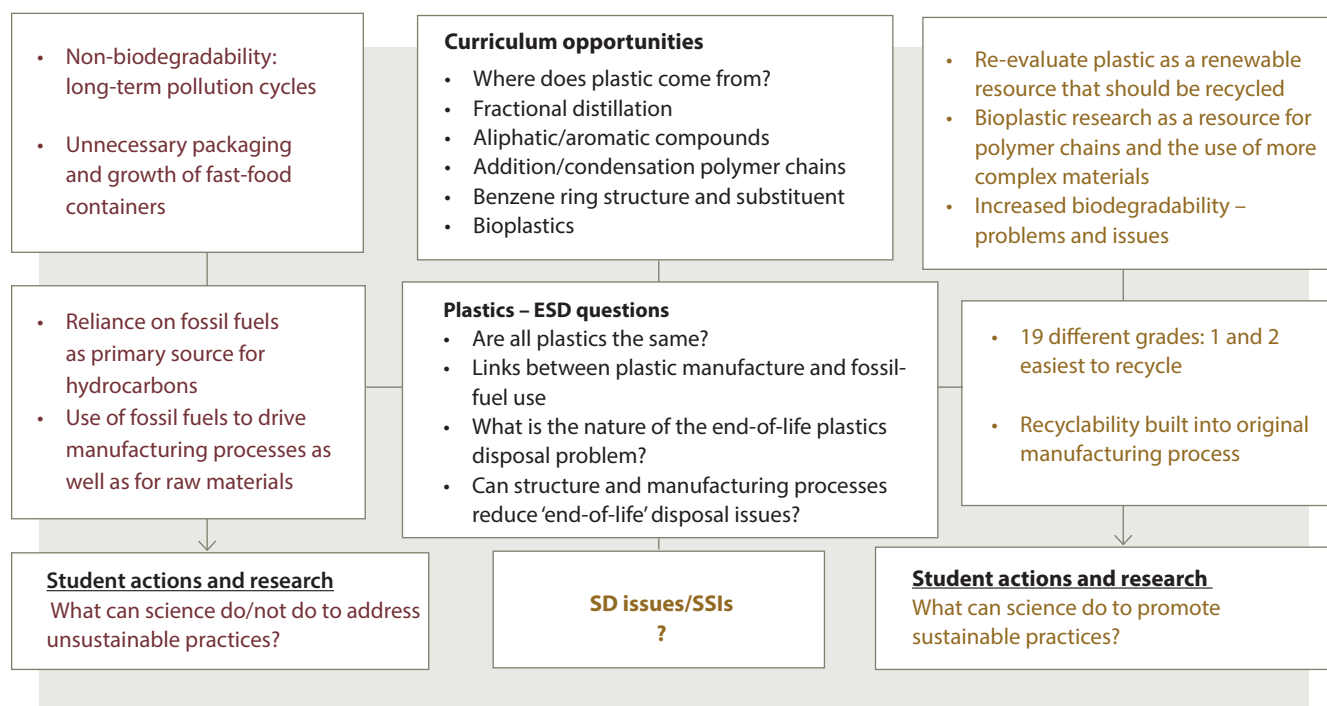 • Non-biodegradability:
long-term pollution cycles
• Unnecessary packaging
and growth of fast-food
containers
Curriculum opportunities
• Where does plastic come from?
• Fractional distillation
• Aliphatic/aromatic compounds
• Addition/condensation polymer chains
• Benzene ring structure and substituent
• Bioplastics
• Re-evaluate plastic as a renewable
resource that should be recycled
• Bioplastic research as a resource for
polymer chains and the use of more
complex materials
• Increased biodegradability –
problems and issues
• Reliance on fossil fuels
as primary source for
hydrocarbons
• Use of fossil fuels to drive
manufacturing processes as
well as for raw materials
Plastics – ESD questions
• Are all plastics the same?
• Links between plastic manufacture and fossil-
fuel use
• What is the nature of the end-of-life plastics
disposal problem?
• Can structure and manufacturing processes
reduce ‘end-of-life’ disposal issues?
• 19 different grades: 1 and 2
easiest to recycle
• Recyclability built into original
manufacturing process
Student actions and research
What can science do/not do to address
unsustainable practices?
SD issues/SSIs
?
Student actions and research
What can science do to promote
sustainable practices?